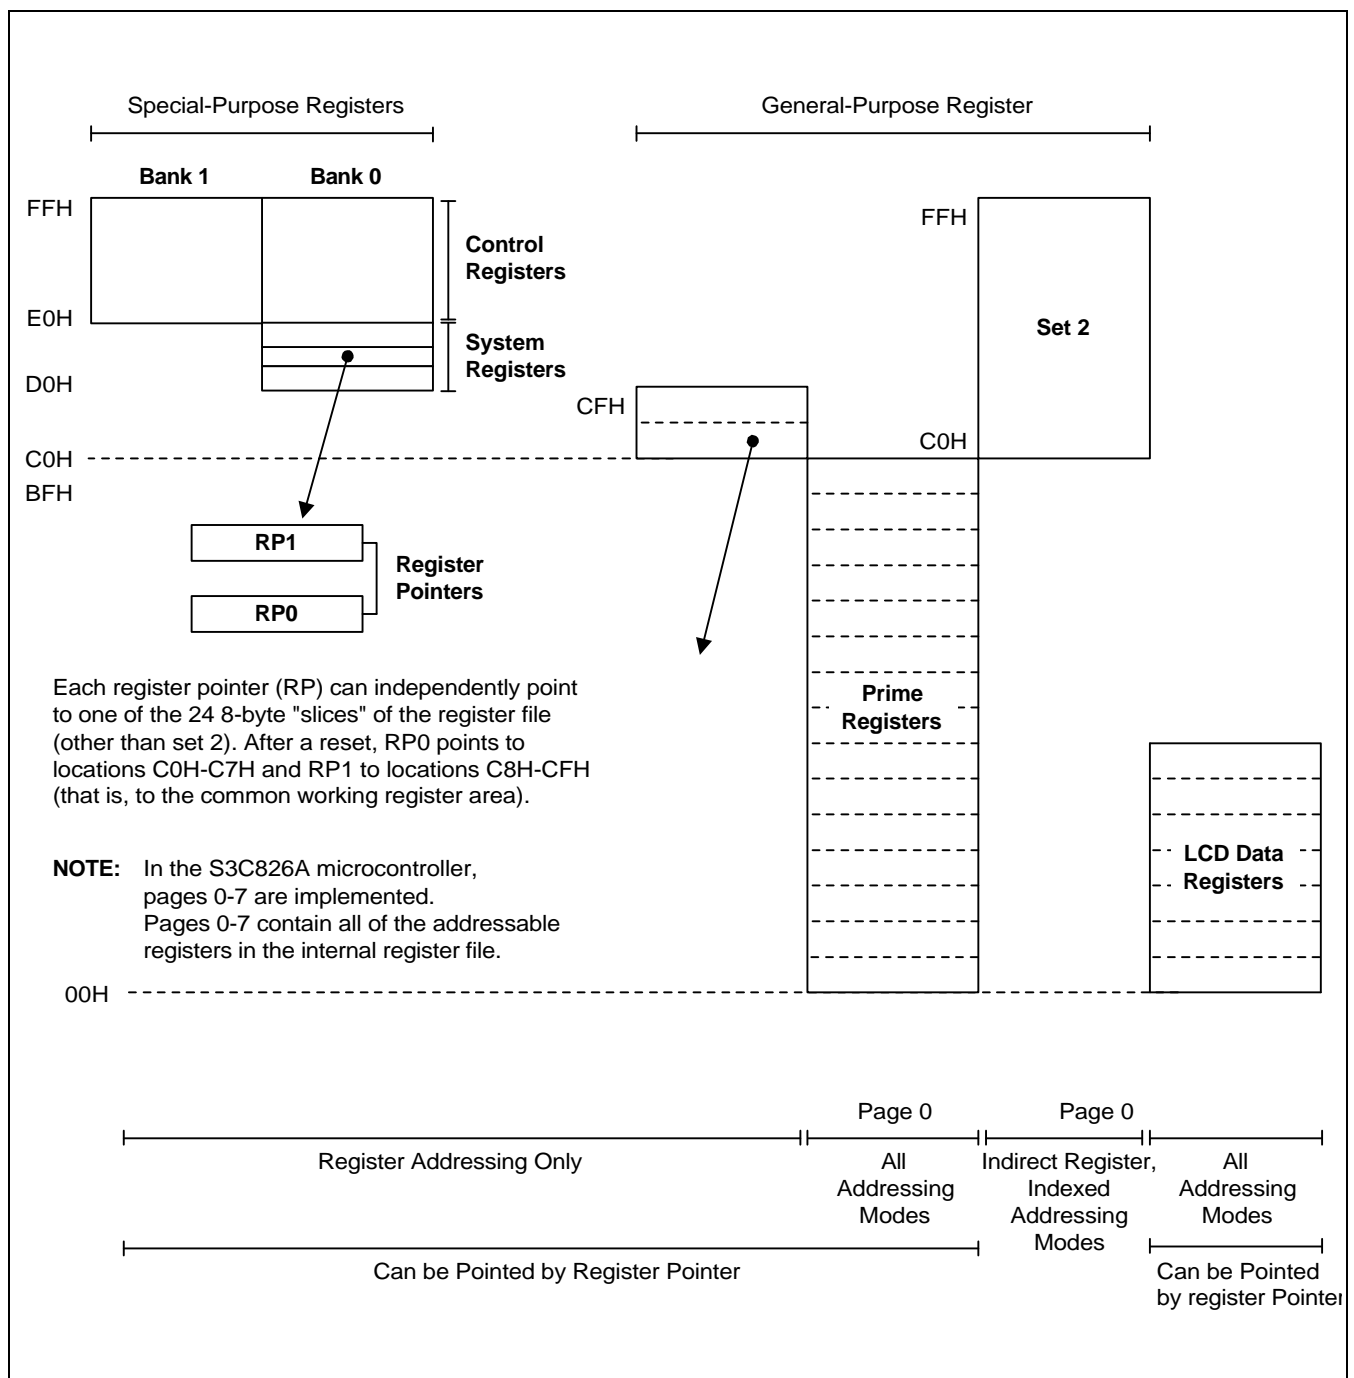 Special-Purpose Registers
General-Purpose Register
Bank 1
Bank 0
FFH
FFH
Control
Registers
E0H
Set 2
System
Registers
D0H
CFH
C0H
C0H
BFH
RP1
Register
Pointers
RP0
Each register pointer (RP) can independently point
to one of the 24 8-byte "slices" of the register file
(other than set 2). After a reset, RP0 points to
locations C0H-C7H and RP1 to locations C8H-CFH
(that is, to the common working register area).
Prime
Registers
LCD Data
Registers
NOTE: In the S3C826A microcontroller,
pages 0-7 are implemented.
Pages 0-7 contain all of the addressable
registers in the internal register file.
00H
Page 0
Page 0
Register Addressing Only
All
Addressing
Modes
Indirect Register,
Indexed
Addressing
Modes
All
Addressing
Modes
Can be Pointed by Register Pointer
Can be Pointed
by register Pointer